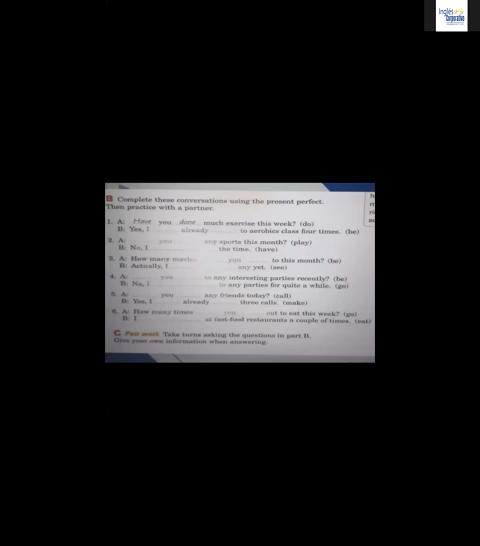 Inglés
corporativo
B Complete these conversations using the present perfect.
Then practice with a partner.
1. A: Have you done much exercise this week? (do)
B: Yes, I already to aerobics class four times. (be)
2. A: you any sports this month? (play)
B: No, I the time. (have)
3. A: How many movies you to this month? (be)
B: Actually, I any yet. (see)
4. A: you to any interesting parties recently? (be)
B: No, I to any parties for quite a while. (go)
5. A: you any friends today? (call)
B: Yes, I already three calls. (make)
6. A: How many times you out to eat this week? (go)
B: I at fast-food restaurants a couple of times. (eat)
C Pair work Take turns asking the questions in part B.
Give your own information when answering.